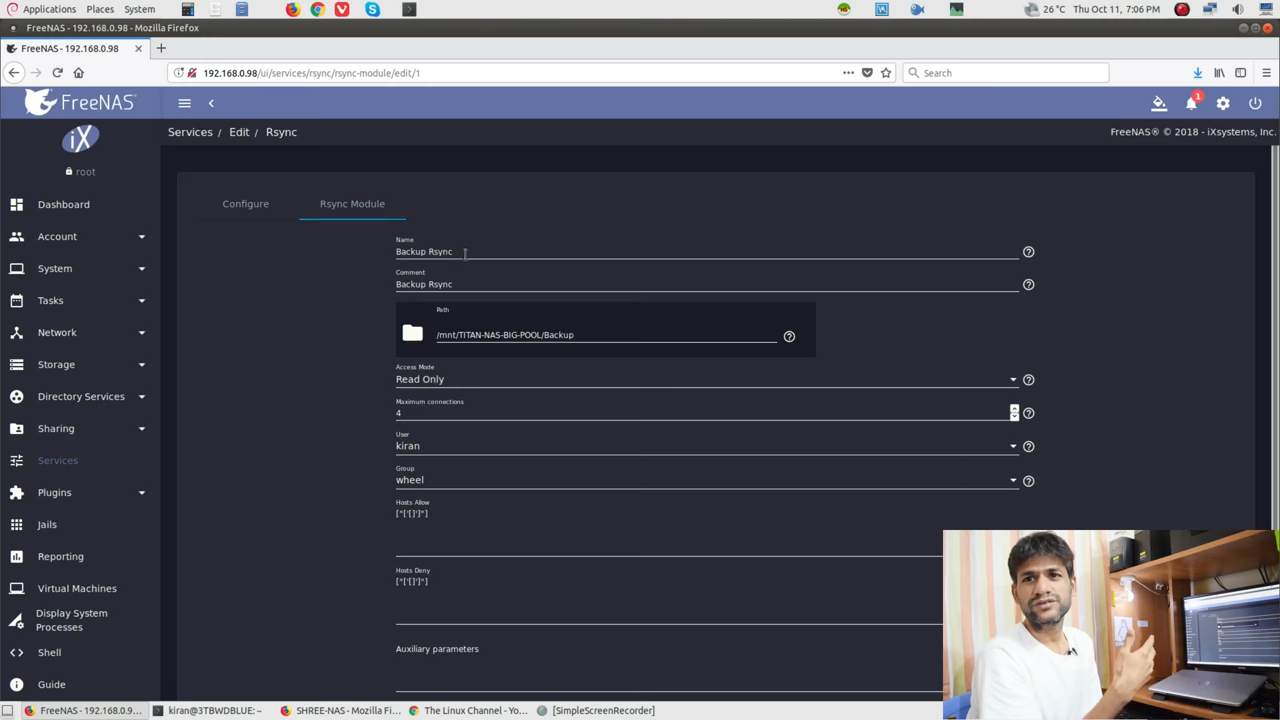 Applications Places System 26 °C Thu Oct 11, 7:06 PM
FreeNAS - 192.168.0.98 - Mozilla Firefox
FreeNAS - 192.168.0.98
192.168.0.98/ui/services/rsync/rsync-module/edit/1 Search
FreeNAS 1
Services / Edit / Rsync FreeNAS® © 2018 - iXsystems, Inc.
iX
root
Dashboard
Account
System
Tasks
Network
Storage
Directory Services
Sharing
Services
Plugins
Jails
Reporting
Virtual Machines
Display System
Processes
Shell
Guide
Configure Rsync Module
Name
Backup Rsync
Comment
Backup Rsync
Path
/mnt/TITAN-NAS-BIG-POOL/Backup
Access Mode
Read Only
Maximum connections
4
User
kiran
Group
wheel
Hosts Allow
["['[]']"]
Hosts Deny
["['[]']"]
Auxiliary parameters
FreeNAS - 192.168.0.9... kiran@3TBWDBLUE: ~ SHREE-NAS - Mozilla Fi... The Linux Channel - Yo... [SimpleScreenRecorder]